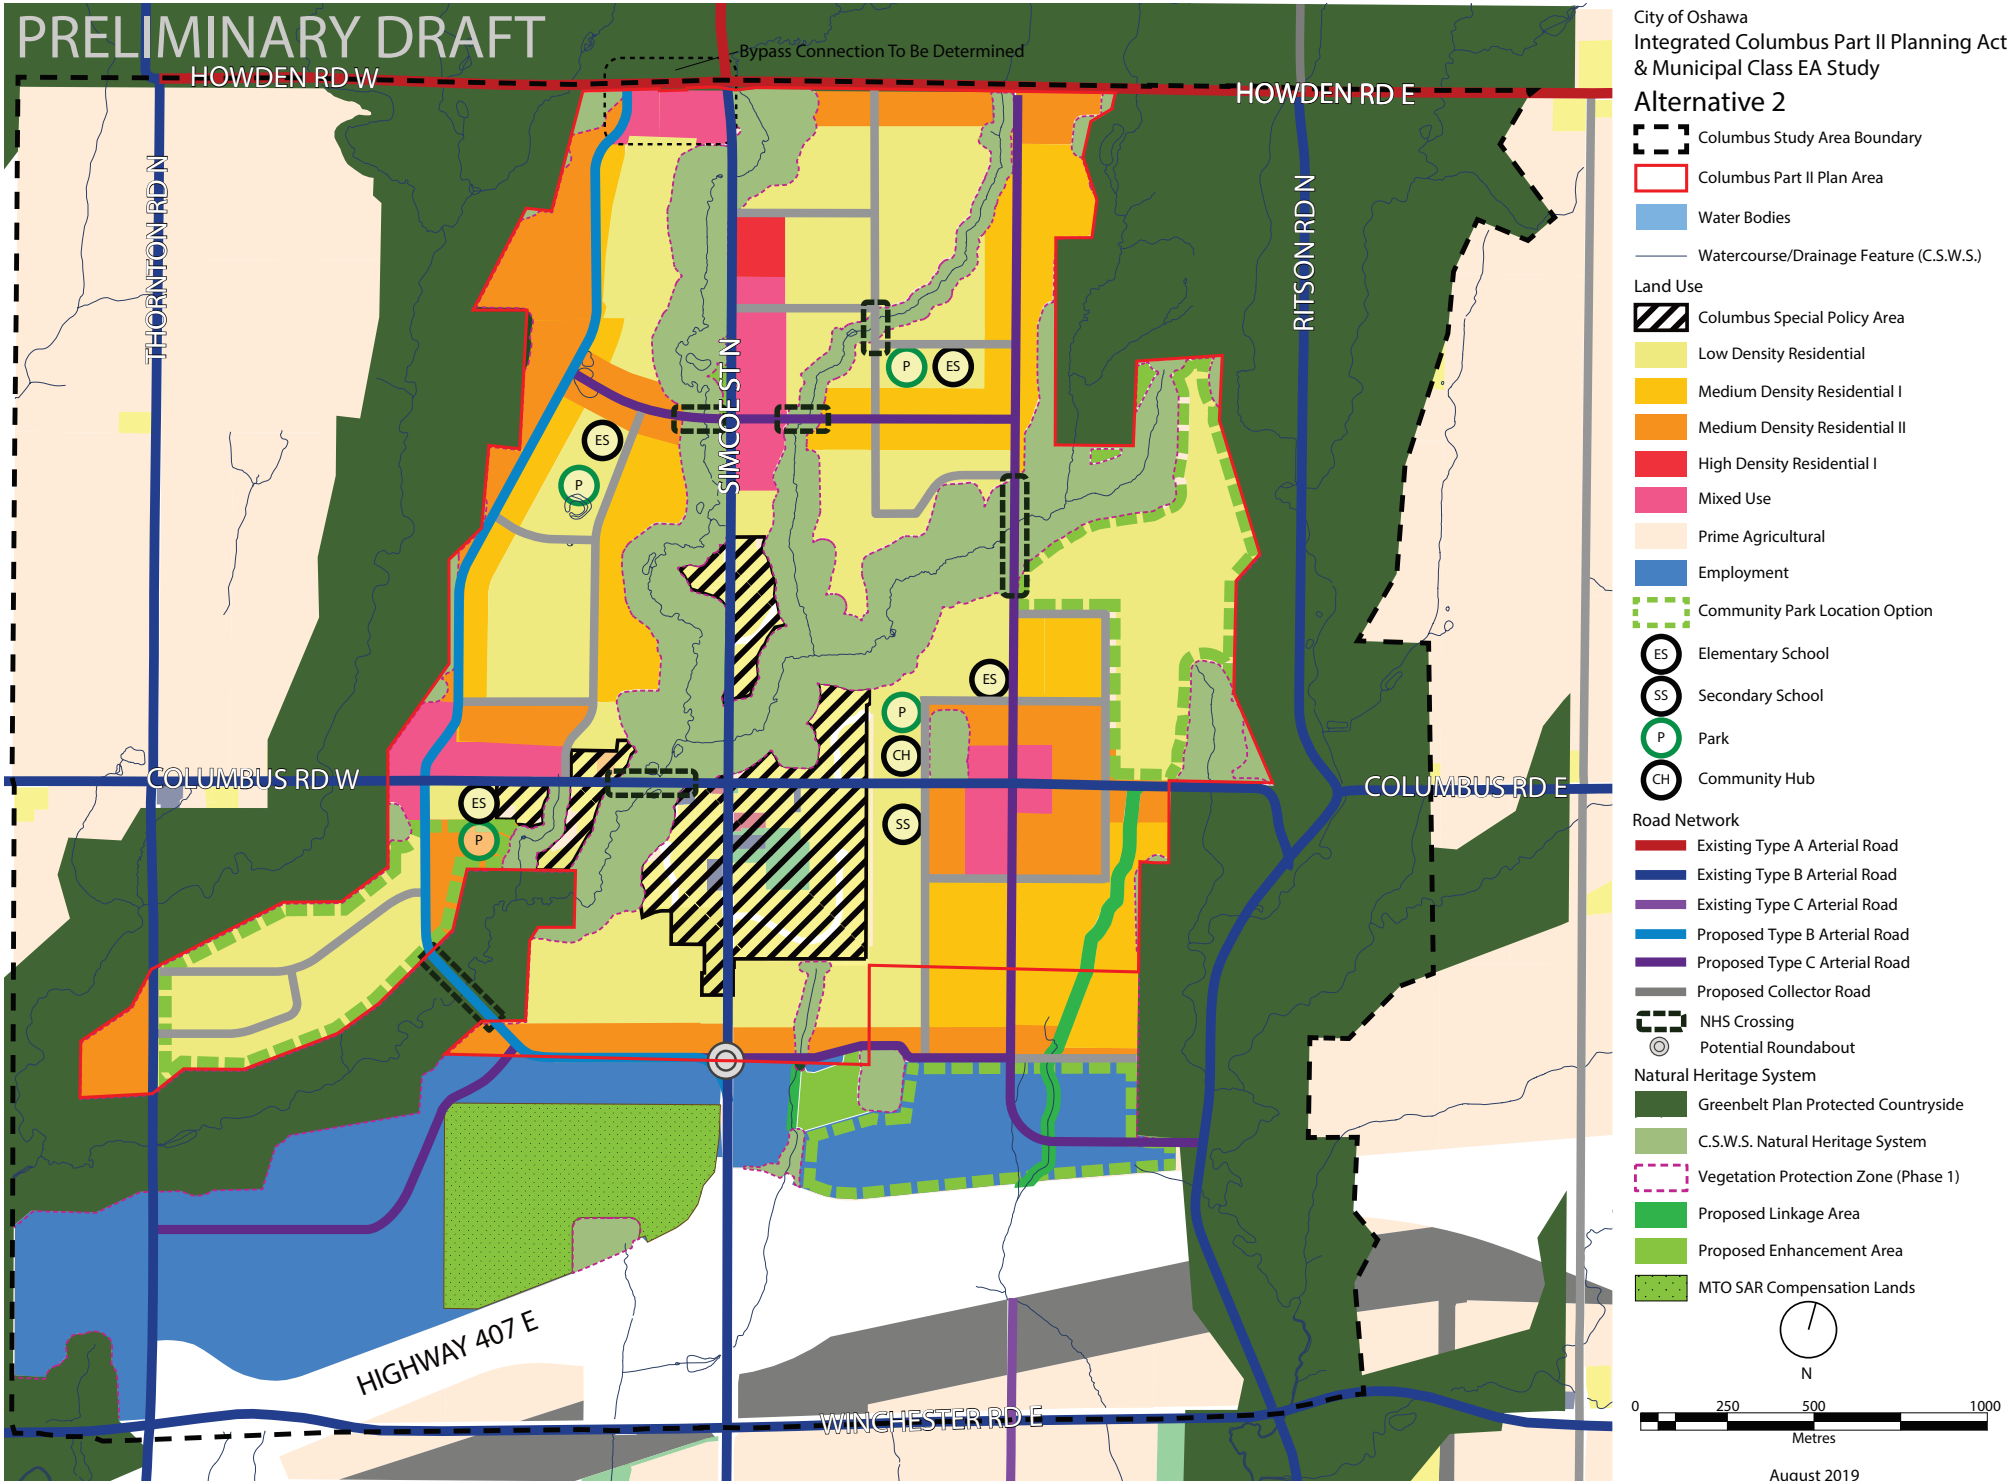 PRELIMINARY DRAFT
Bypass Connection To Be Determined
HOWDEN RD W
HOWDEN RD E
THORNTON RD N
SIMCOE ST N
RITSON RD N
P
ES
ES
P
ES
P
CH
SS
ES
P
COLUMBUS RD W
COLUMBUS RD E
HIGHWAY 407 E
WINCHESTER RD E
City of Oshawa
Integrated Columbus Part II Planning Act
& Municipal Class EA Study
Alternative 2
Columbus Study Area Boundary
Columbus Part II Plan Area
Water Bodies
Watercourse/Drainage Feature (C.S.W.S.)
Land Use
Columbus Special Policy Area
Low Density Residential
Medium Density Residential I
Medium Density Residential II
High Density Residential I
Mixed Use
Prime Agricultural
Employment
Community Park Location Option
ES Elementary School
SS Secondary School
P Park
CH Community Hub
Road Network
Existing Type A Arterial Road
Existing Type B Arterial Road
Existing Type C Arterial Road
Proposed Type B Arterial Road
Proposed Type C Arterial Road
Proposed Collector Road
NHS Crossing
Potential Roundabout
Natural Heritage System
Greenbelt Plan Protected Countryside
C.S.W.S. Natural Heritage System
Vegetation Protection Zone (Phase 1)
Proposed Linkage Area
Proposed Enhancement Area
MTO SAR Compensation Lands
N
0 250 500 1000
Metres
August 2019